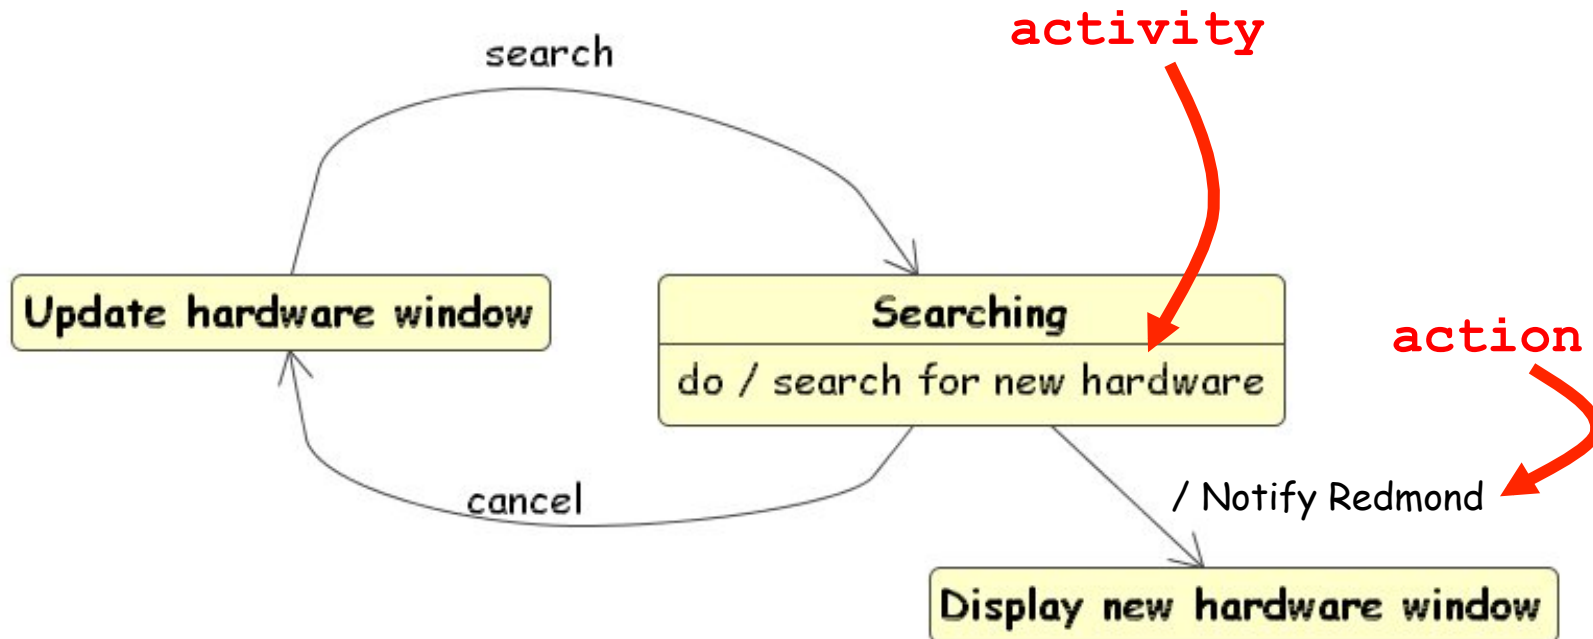 activity
search
Update hardware window
Searching
action
do / search for new hardware
cancel
/ Notify Redmond
Display new hardware window